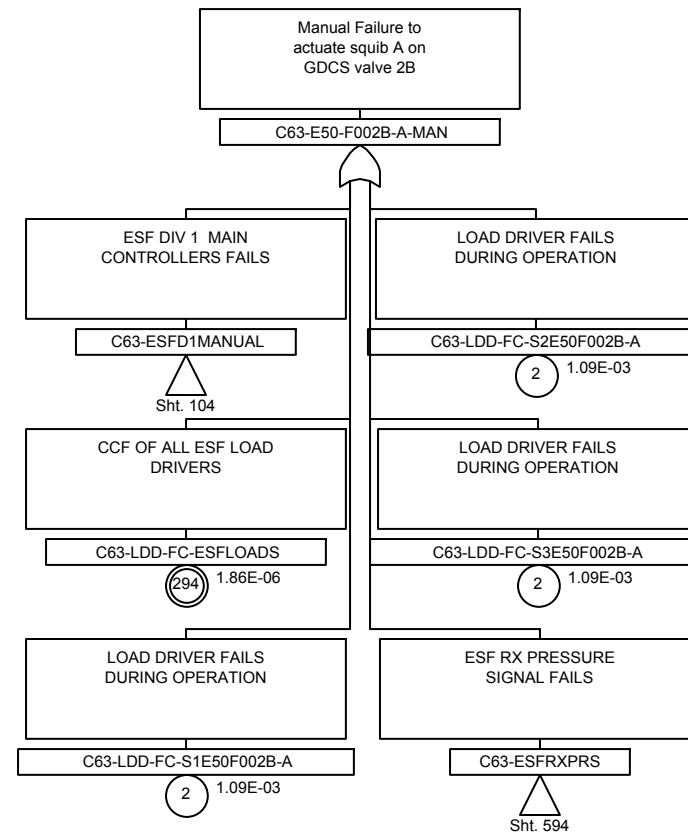 Manual Failure to
actuate squib A on
GDCS valve 2B
C63-E50-F002B-A-MAN
ESF DIV 1 MAIN
CONTROLLERS FAILS
C63-ESFD1MANUAL
Sht. 104
LOAD DRIVER FAILS
DURING OPERATION
C63-LDD-FC-S2E50F002B-A
2
1.09E-03
CCF OF ALL ESF LOAD
DRIVERS
C63-LDD-FC-ESFLOADS
294
1.86E-06
LOAD DRIVER FAILS
DURING OPERATION
C63-LDD-FC-S3E50F002B-A
2
1.09E-03
LOAD DRIVER FAILS
DURING OPERATION
C63-LDD-FC-S1E50F002B-A
2
1.09E-03
ESF RX PRESSURE
SIGNAL FAILS
C63-ESFRXPRS
Sht. 594